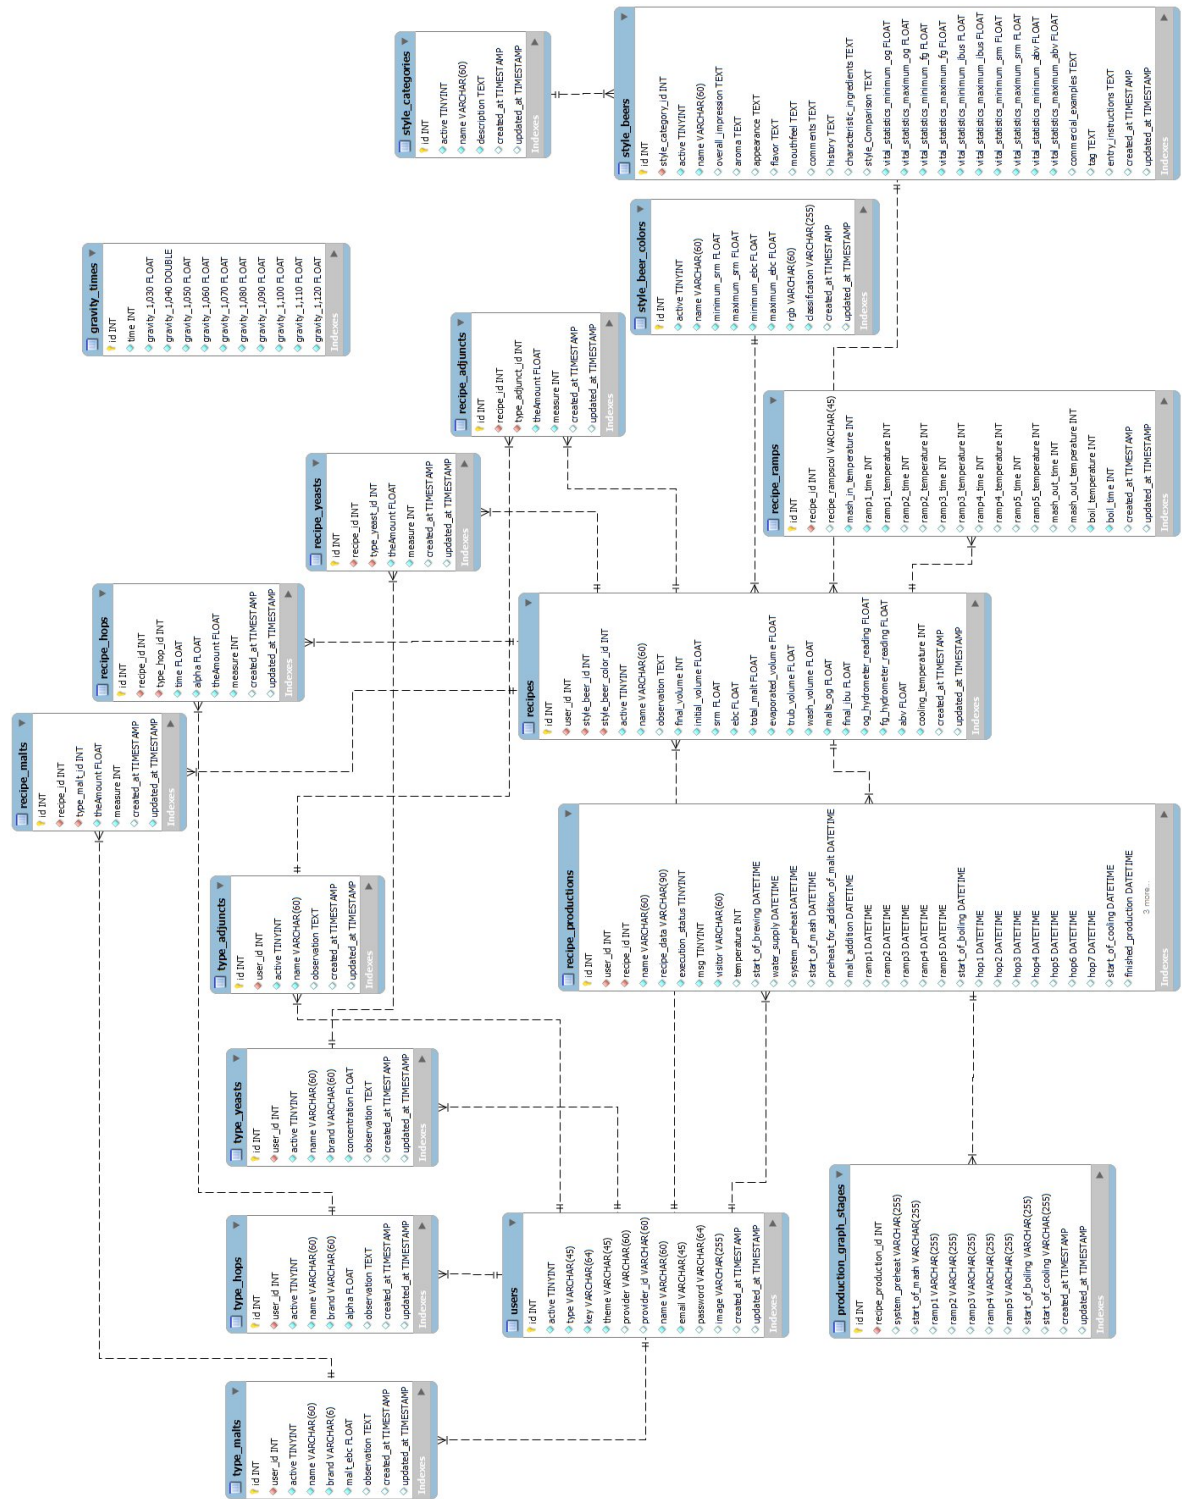 type_malts
id INT
user_id INT
active TINYINT
name VARCHAR(60)
brand VARCHAR(6)
malt_ebc FLOAT
observation TEXT
created_at TIMESTAMP
updated_at TIMESTAMP
Indexes
type_hops
id INT
user_id INT
active TINYINT
name VARCHAR(60)
brand VARCHAR(60)
alpha FLOAT
observation TEXT
created_at TIMESTAMP
updated_at TIMESTAMP
Indexes
type_yeasts
id INT
user_id INT
active TINYINT
name VARCHAR(60)
brand VARCHAR(60)
concentration FLOAT
observation TEXT
created_at TIMESTAMP
updated_at TIMESTAMP
Indexes
type_adjuncts
id INT
user_id INT
active TINYINT
name VARCHAR(60)
observation TEXT
created_at TIMESTAMP
updated_at TIMESTAMP
Indexes
recipe_malts
id INT
recipe_id INT
type_malt_id INT
theAmount FLOAT
measure INT
created_at TIMESTAMP
updated_at TIMESTAMP
Indexes
recipe_hops
id INT
recipe_id INT
type_hop_id INT
time FLOAT
alpha FLOAT
theAmount FLOAT
measure INT
created_at TIMESTAMP
updated_at TIMESTAMP
Indexes
recipe_yeasts
id INT
recipe_id INT
type_yeast_id INT
theAmount FLOAT
measure INT
created_at TIMESTAMP
updated_at TIMESTAMP
Indexes
recipe_adjuncts
id INT
recipe_id INT
type_adjunct_id INT
theAmount FLOAT
measure INT
created_at TIMESTAMP
updated_at TIMESTAMP
Indexes
gravity_times
id INT
time INT
gravity_1,030 FLOAT
gravity_1,040 DOUBLE
gravity_1,050 FLOAT
gravity_1,060 FLOAT
gravity_1,070 FLOAT
gravity_1,080 FLOAT
gravity_1,090 FLOAT
gravity_1,100 FLOAT
gravity_1,110 FLOAT
gravity_1,120 FLOAT
Indexes
users
id INT
active TINYINT
type VARCHAR(45)
key VARCHAR(64)
theme VARCHAR(45)
provider VARCHAR(60)
provider_id VARCHAR(60)
name VARCHAR(60)
email VARCHAR(45)
password VARCHAR(64)
image VARCHAR(255)
created_at TIMESTAMP
updated_at TIMESTAMP
Indexes
recipe_productions
id INT
user_id INT
recipe_id INT
name VARCHAR(60)
recipe_data VARCHAR(90)
execution_status TINYINT
msg TINYINT
visitor VARCHAR(60)
temperature INT
start_of_brewing DATETIME
water_supply DATETIME
system_preheat DATETIME
start_of_mash DATETIME
preheat_for_addition_of_malt DATETIME
malt_addition DATETIME
ramp1 DATETIME
ramp2 DATETIME
ramp3 DATETIME
ramp4 DATETIME
ramp5 DATETIME
start_of_boiling DATETIME
hop1 DATETIME
hop2 DATETIME
hop3 DATETIME
hop4 DATETIME
hop5 DATETIME
hop6 DATETIME
hop7 DATETIME
start_of_cooling DATETIME
finished_production DATETIME
3 more...
Indexes
recipes
id INT
user_id INT
style_beer_id INT
style_beer_color_id INT
active TINYINT
name VARCHAR(60)
observation TEXT
final_volume INT
initial_volume FLOAT
srm FLOAT
ebc FLOAT
total_malt FLOAT
evaporated_volume FLOAT
trub_volume FLOAT
wash_volume FLOAT
malts_og FLOAT
final_ibu FLOAT
og_hydrometer_reading FLOAT
fg_hydrometer_reading FLOAT
abv FLOAT
cooling_temperature INT
created_at TIMESTAMP
updated_at TIMESTAMP
Indexes
style_categories
id INT
active TINYINT
name VARCHAR(60)
description TEXT
created_at TIMESTAMP
updated_at TIMESTAMP
Indexes
production_graph_stages
id INT
recipe_production_id INT
system_preheat VARCHAR(255)
start_of_mash VARCHAR(255)
ramp1 VARCHAR(255)
ramp2 VARCHAR(255)
ramp3 VARCHAR(255)
ramp4 VARCHAR(255)
ramp5 VARCHAR(255)
start_of_boiling VARCHAR(255)
start_of_cooling VARCHAR(255)
created_at TIMESTAMP
updated_at TIMESTAMP
Indexes
recipe_ramps
id INT
recipe_id INT
recipe_rampscol VARCHAR(45)
mash_in_temperature INT
ramp1_time INT
ramp1_temperature INT
ramp2_time INT
ramp2_temperature INT
ramp3_time INT
ramp3_temperature INT
ramp4_time INT
ramp4_temperature INT
ramp5_time INT
ramp5_temperature INT
mash_out_time INT
mash_out_temperature INT
boil_temperature INT
boil_time INT
created_at TIMESTAMP
updated_at TIMESTAMP
Indexes
style_beer_colors
id INT
active TINYINT
name VARCHAR(60)
minimum_srm FLOAT
maximum_srm FLOAT
minimum_ebc FLOAT
maximum_ebc FLOAT
rgb VARCHAR(60)
classification VARCHAR(255)
created_at TIMESTAMP
updated_at TIMESTAMP
Indexes
style_beers
id INT
style_category_id INT
active TINYINT
name VARCHAR(60)
overall_impression TEXT
aroma TEXT
appearance TEXT
flavor TEXT
mouthfeel TEXT
comments TEXT
history TEXT
characteristic_ingredients TEXT
style_Comparison TEXT
vital_statistics_minimum_og FLOAT
vital_statistics_maximum_og FLOAT
vital_statistics_minimum_fg FLOAT
vital_statistics_maximum_fg FLOAT
vital_statistics_minimum_ibus FLOAT
vital_statistics_maximum_ibus FLOAT
vital_statistics_minimum_srm FLOAT
vital_statistics_maximum_srm FLOAT
vital_statistics_minimum_abv FLOAT
vital_statistics_maximum_abv FLOAT
commercial_examples TEXT
tag TEXT
entry_instructions TEXT
created_at TIMESTAMP
updated_at TIMESTAMP
Indexes